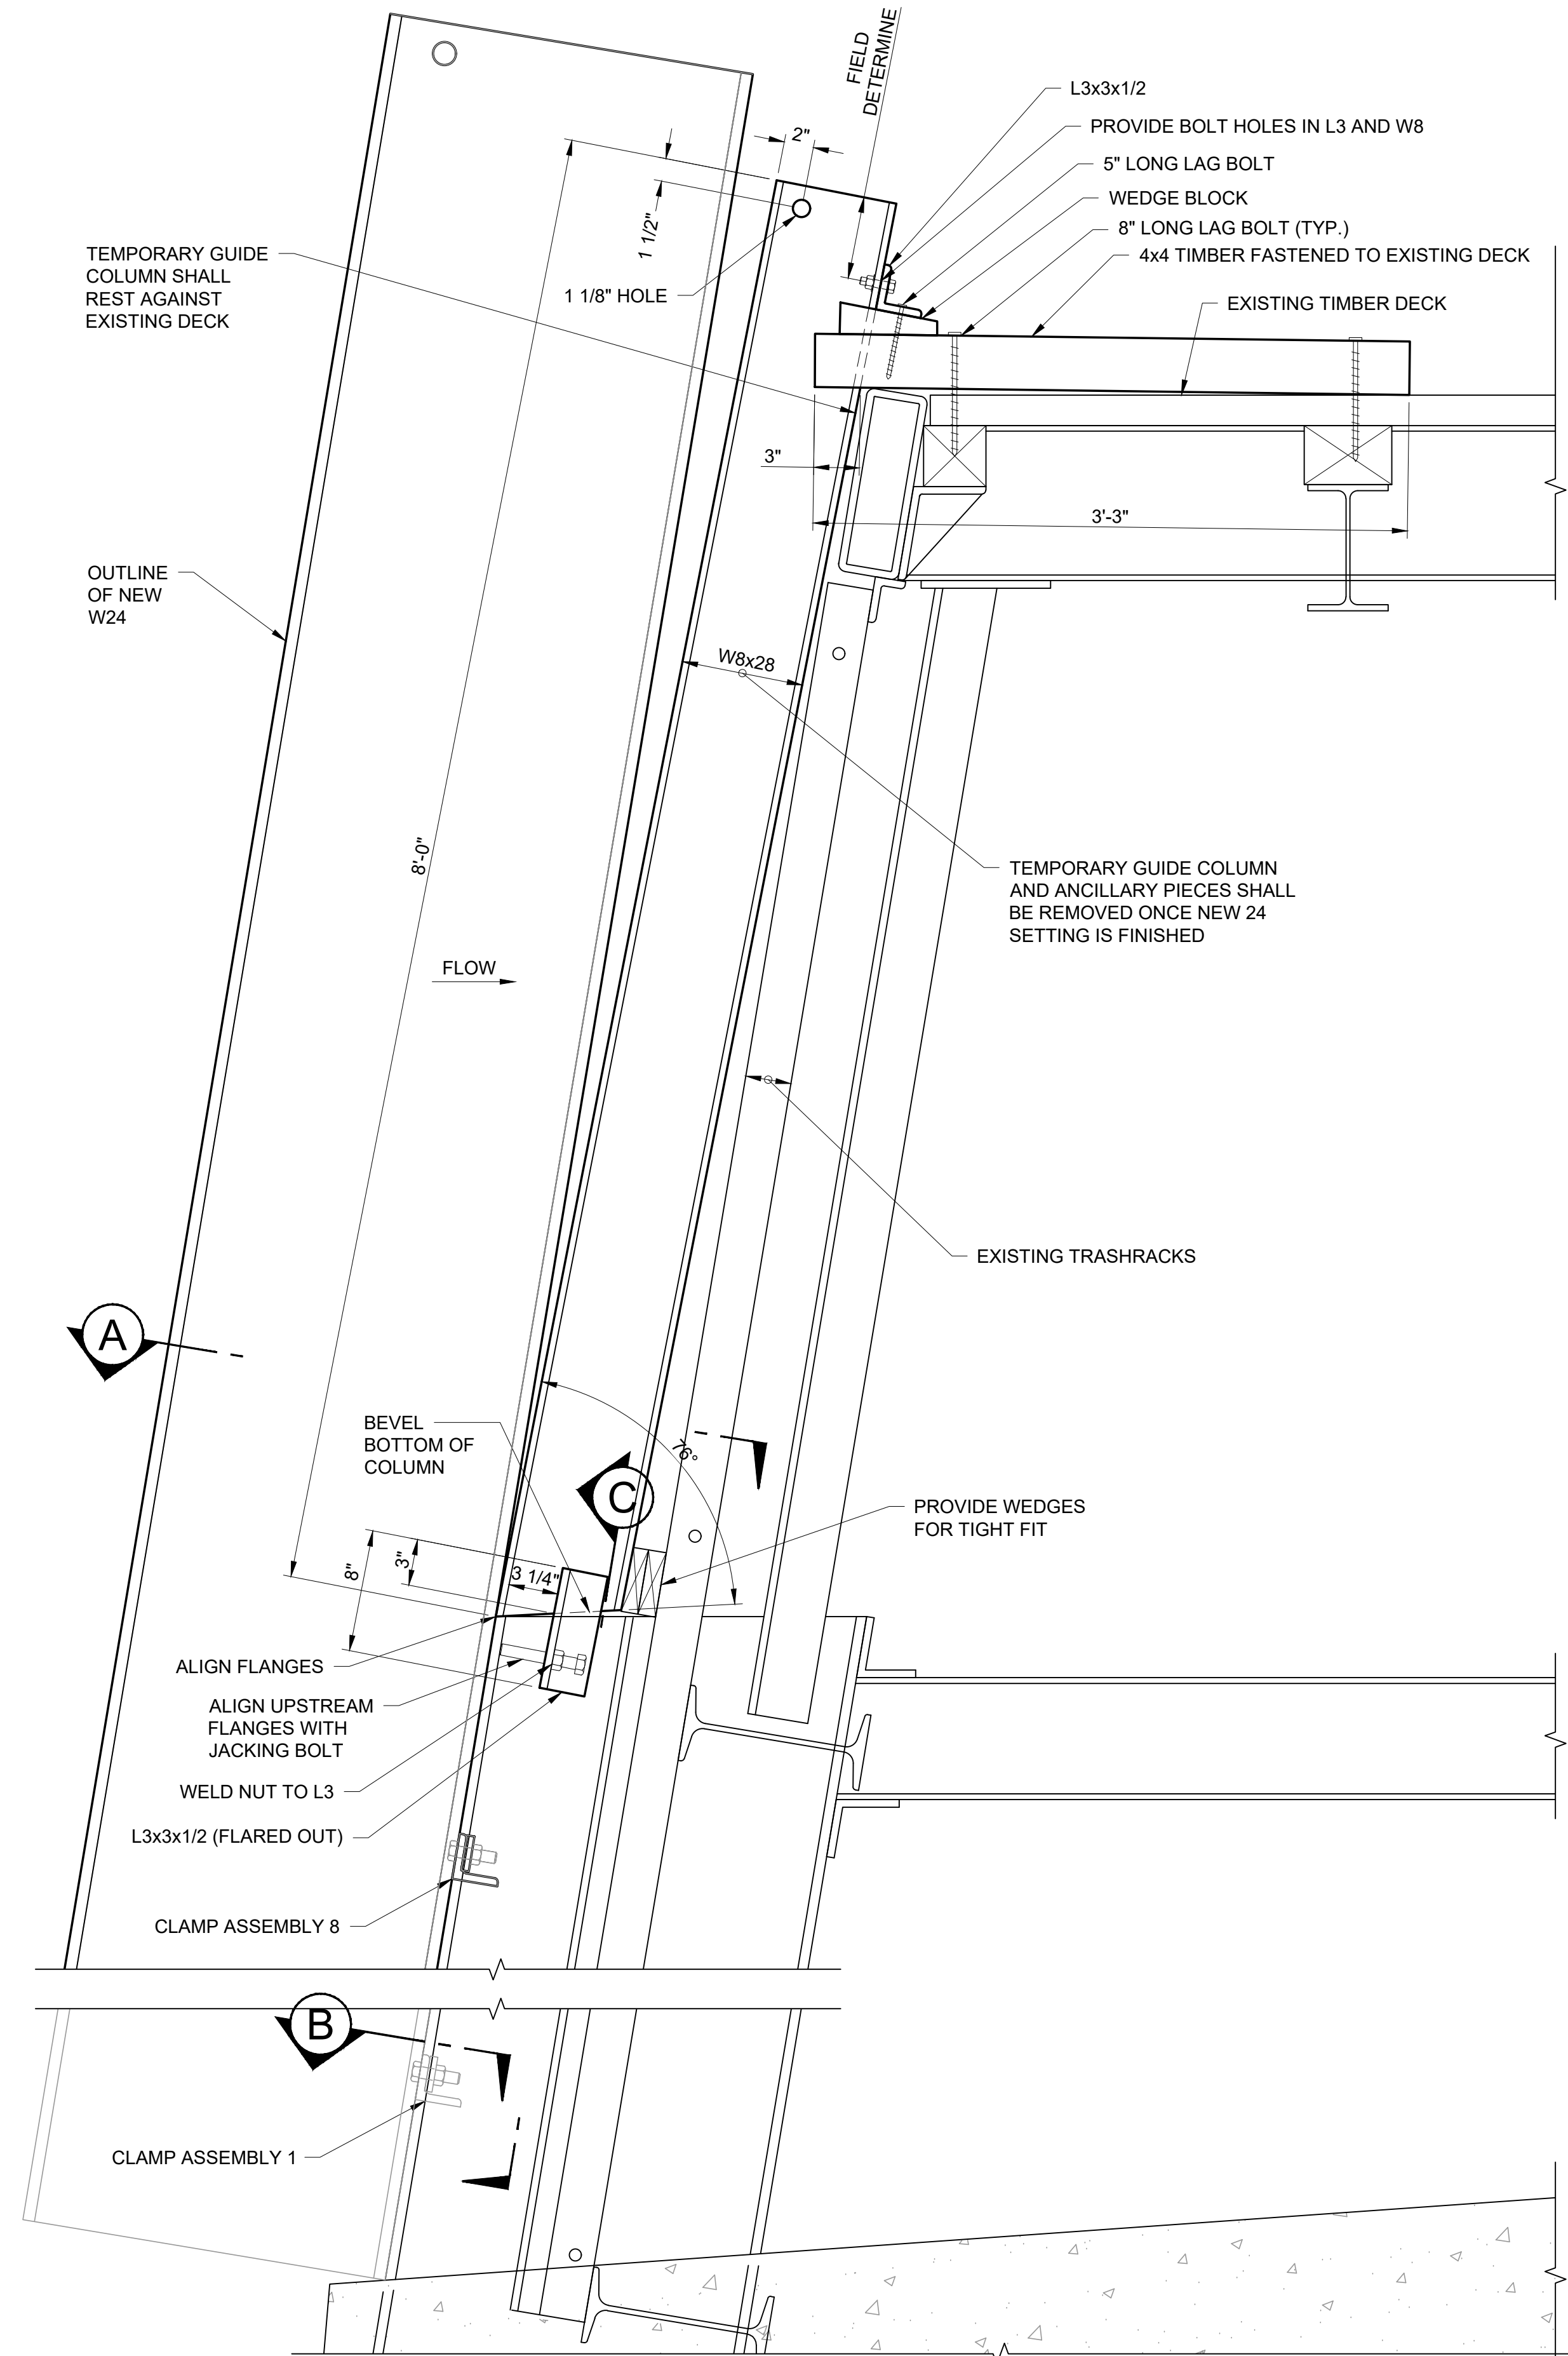 FIELD
DETERMINE
L3x3x1/2
PROVIDE BOLT HOLES IN L3 AND W8
2"
5" LONG LAG BOLT
WEDGE BLOCK
8" LONG LAG BOLT (TYP.)
4x4 TIMBER FASTENED TO EXISTING DECK
1 1/2"
TEMPORARY GUIDE
COLUMN SHALL
REST AGAINST
EXISTING DECK
1 1/8" HOLE
EXISTING TIMBER DECK
3"
3'-3"
OUTLINE
OF NEW
W24
W8x28
8'-0"
TEMPORARY GUIDE COLUMN
AND ANCILLARY PIECES SHALL
BE REMOVED ONCE NEW 24
SETTING IS FINISHED
FLOW
EXISTING TRASHRACKS
A
BEVEL
BOTTOM OF
COLUMN
76°
C
PROVIDE WEDGES
FOR TIGHT FIT
8"
3"
3 1/4"
ALIGN FLANGES
ALIGN UPSTREAM
FLANGES WITH
JACKING BOLT
WELD NUT TO L3
L3x3x1/2 (FLARED OUT)
CLAMP ASSEMBLY 8
B
CLAMP ASSEMBLY 1